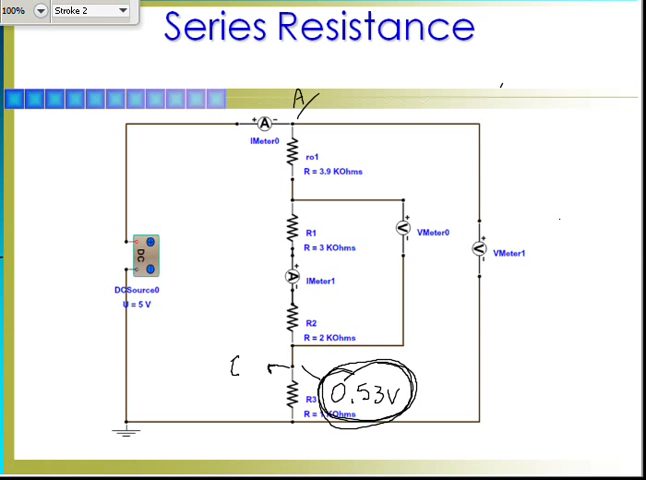 100%
Stroke 2
Series Resistance
A
+ A -
IMeter0
ro1
R = 3.9 KOhms
R1
R = 3 KOhms
+
V
-
VMeter0
+
V
-
VMeter1
DC
DCSource0
U = 5 V
+
A
-
IMeter1
R2
R = 2 KOhms
0.53V
R3
KOhms